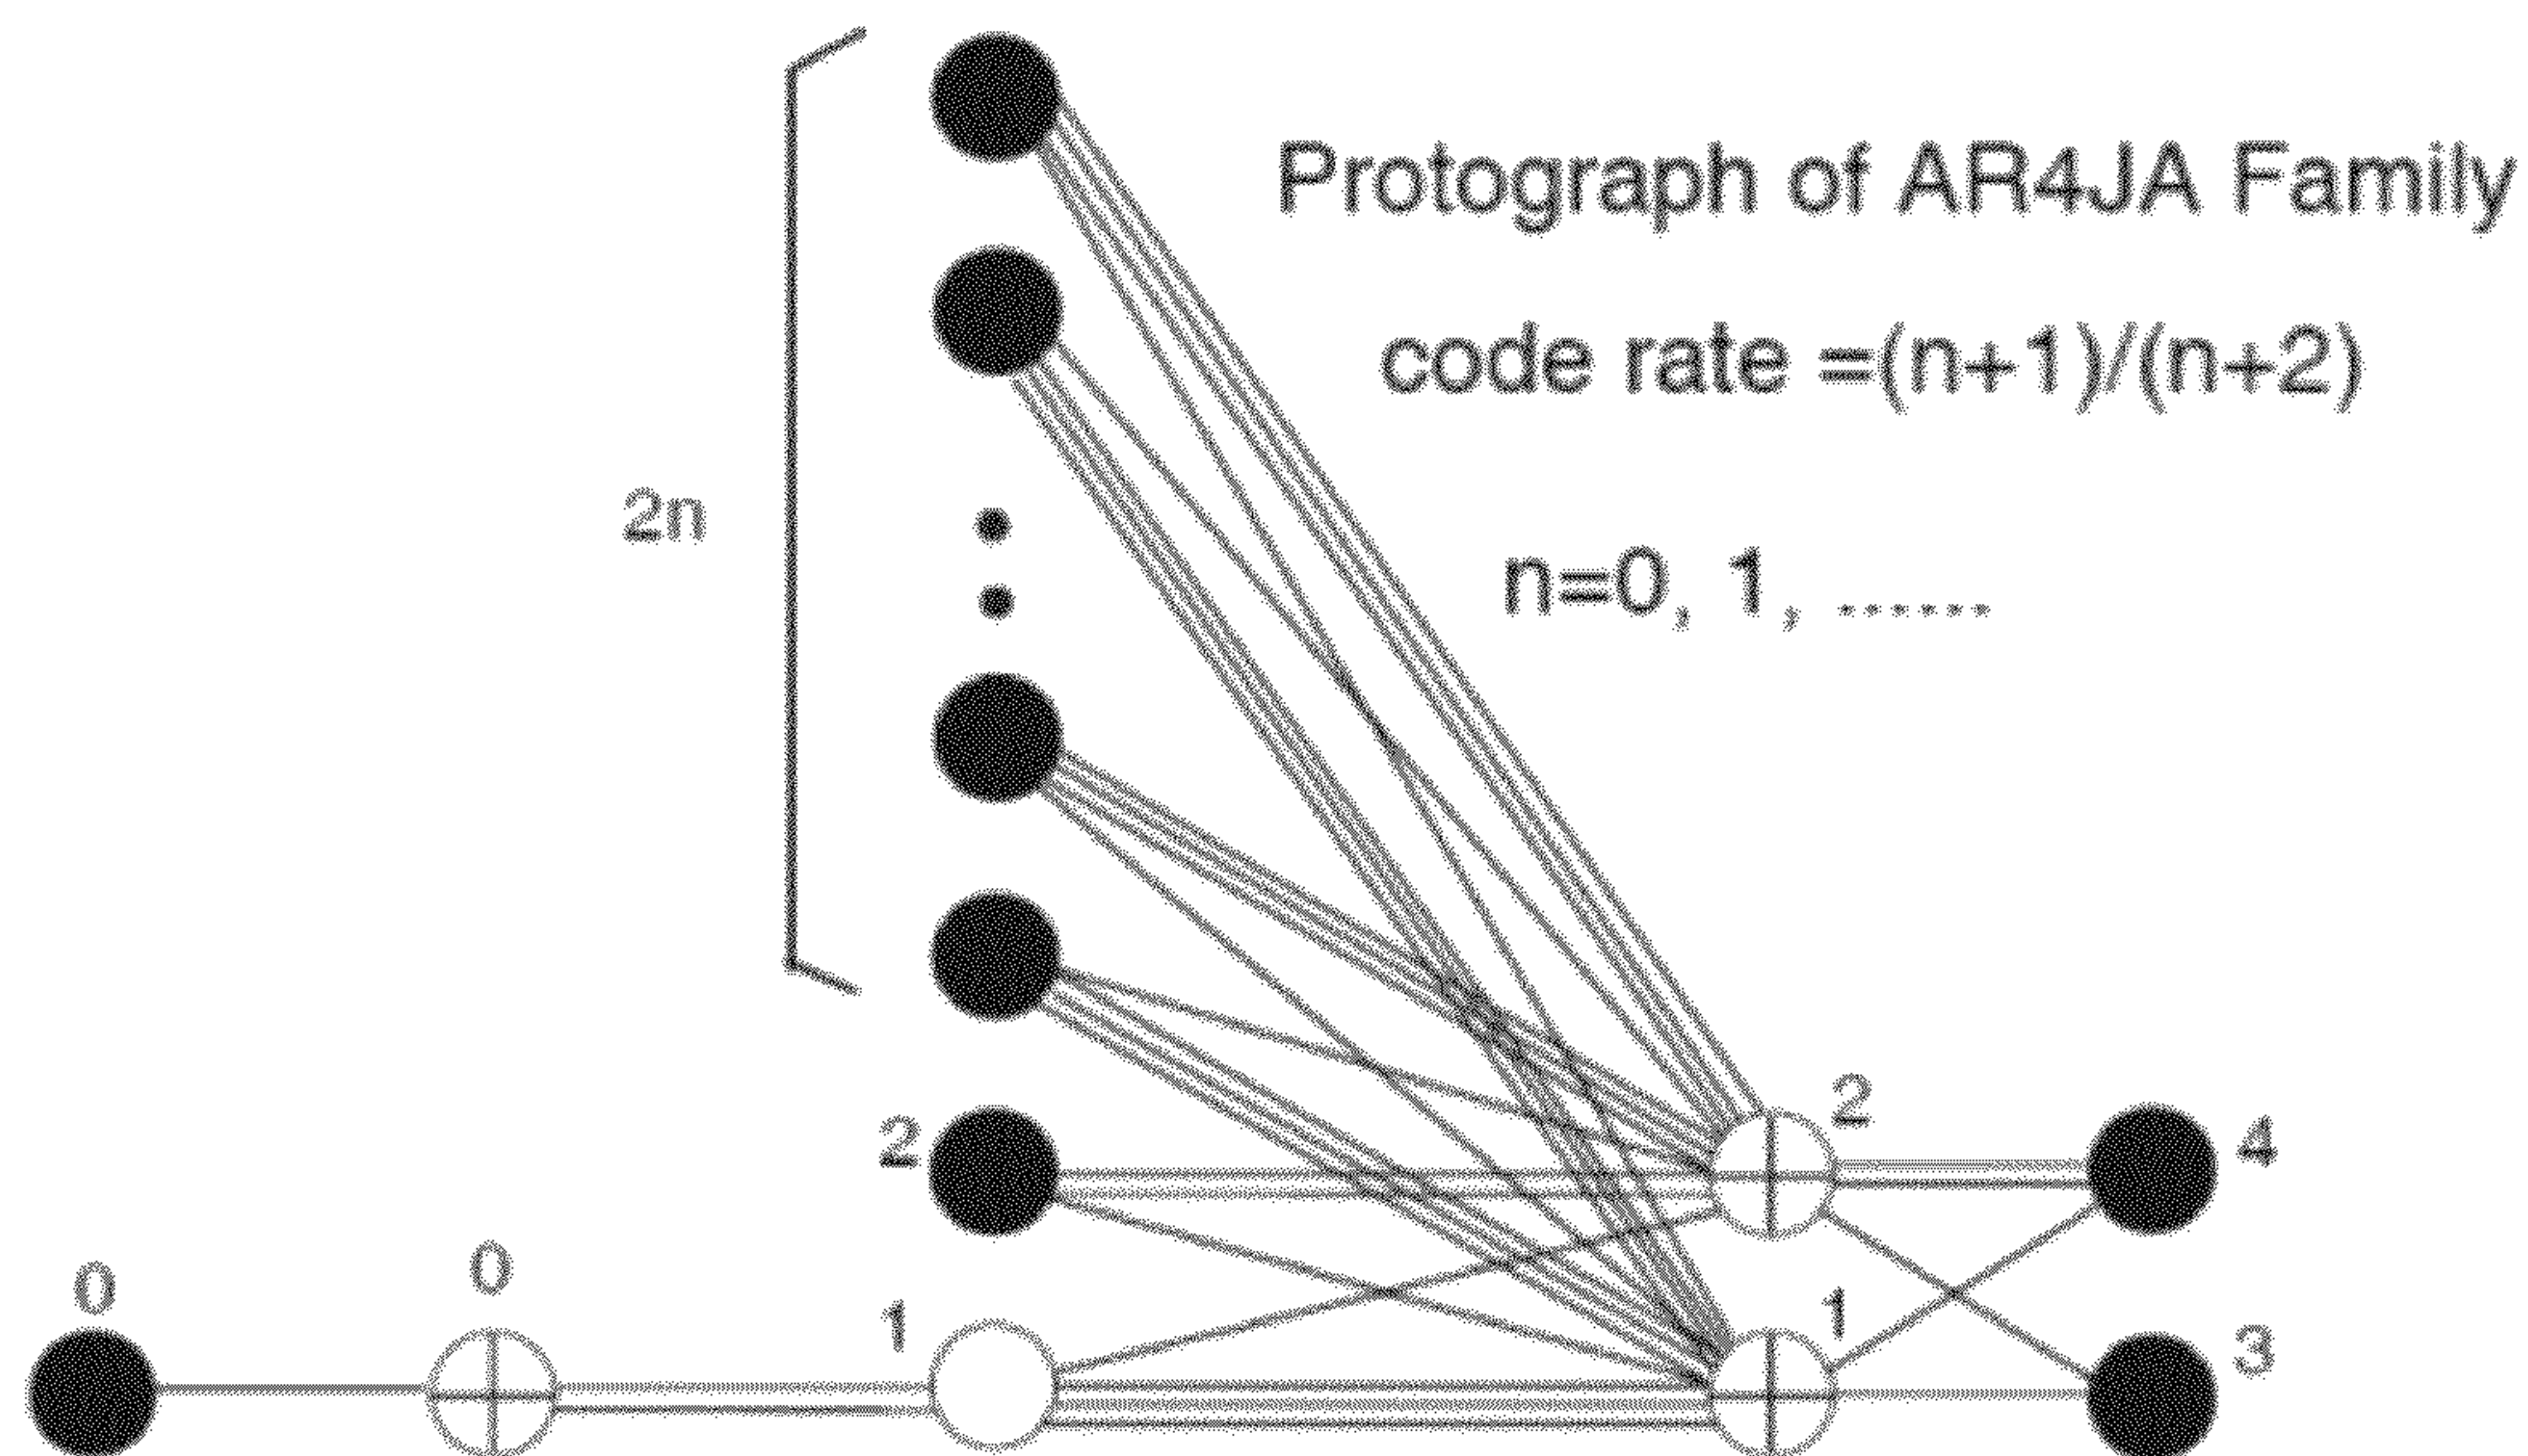 Protograph of AR4JA Family
code rate =(n+1)/(n+2)
2n
n=0, 1, ......
2
2
4
0
0
1
1
3